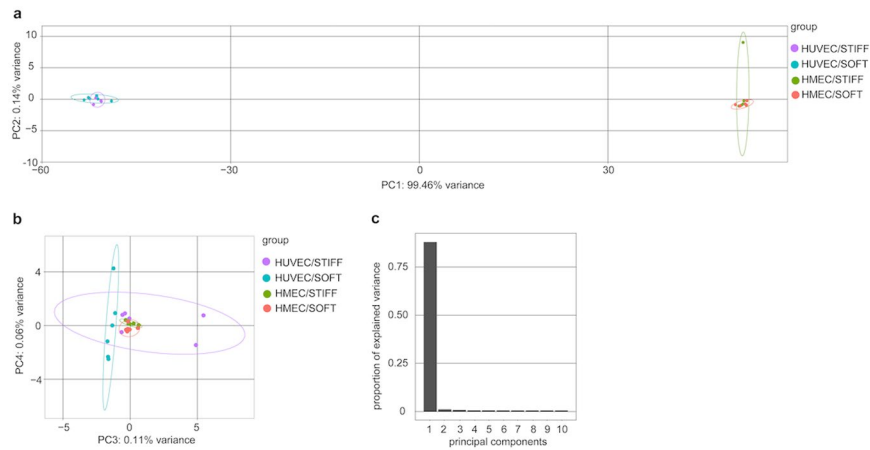 a
PC2: 0.14% variance
10
5
0
−5
-10
−60
−30
0
30
PC1: 99.46% variance
group
HUVEC/STIFF
HUVEC/SOFT
HMEC/STIFF
HMEC/SOFT
b
PC4: 0.06% variance
4
0
−4
−5
0
5
PC3: 0.11% variance
group
HUVEC/STIFF
HUVEC/SOFT
HMEC/STIFF
HMEC/SOFT
c
proportion of explained variance
0.75
0.50
0.25
0
1 2 3 4 5 6 7 8 9 10
principal components